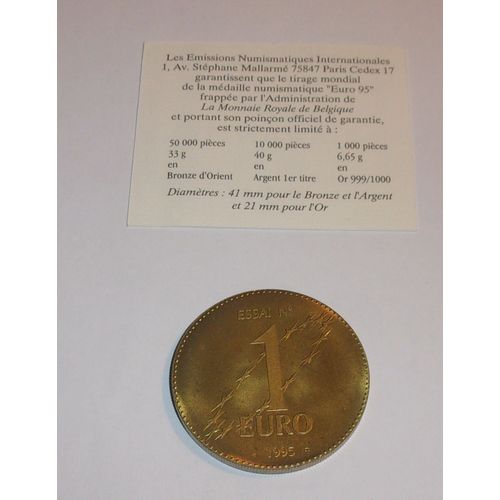 Les Emissions Numismatiques Internationales
1, Av. Stéphane Mallarmé 75847 Paris Cedex 17
garantissent que le tirage mondial
de la médaille numismatique "Euro 95"
frappée par l'Administration de
La Monnaie Royale de Belgique
et portant son poinçon officiel de garantie,
est strictement limité à :
50 000 pièces 10 000 pièces 1 000 pièces
33 g 40 g 6,65 g
en en en
Bronze d'Orient Argent 1er titre Or 999/1000
Diamètres : 41 mm pour le Bronze et l'Argent
et 21 mm pour l'Or
ESSAI N°
1
EURO
1995